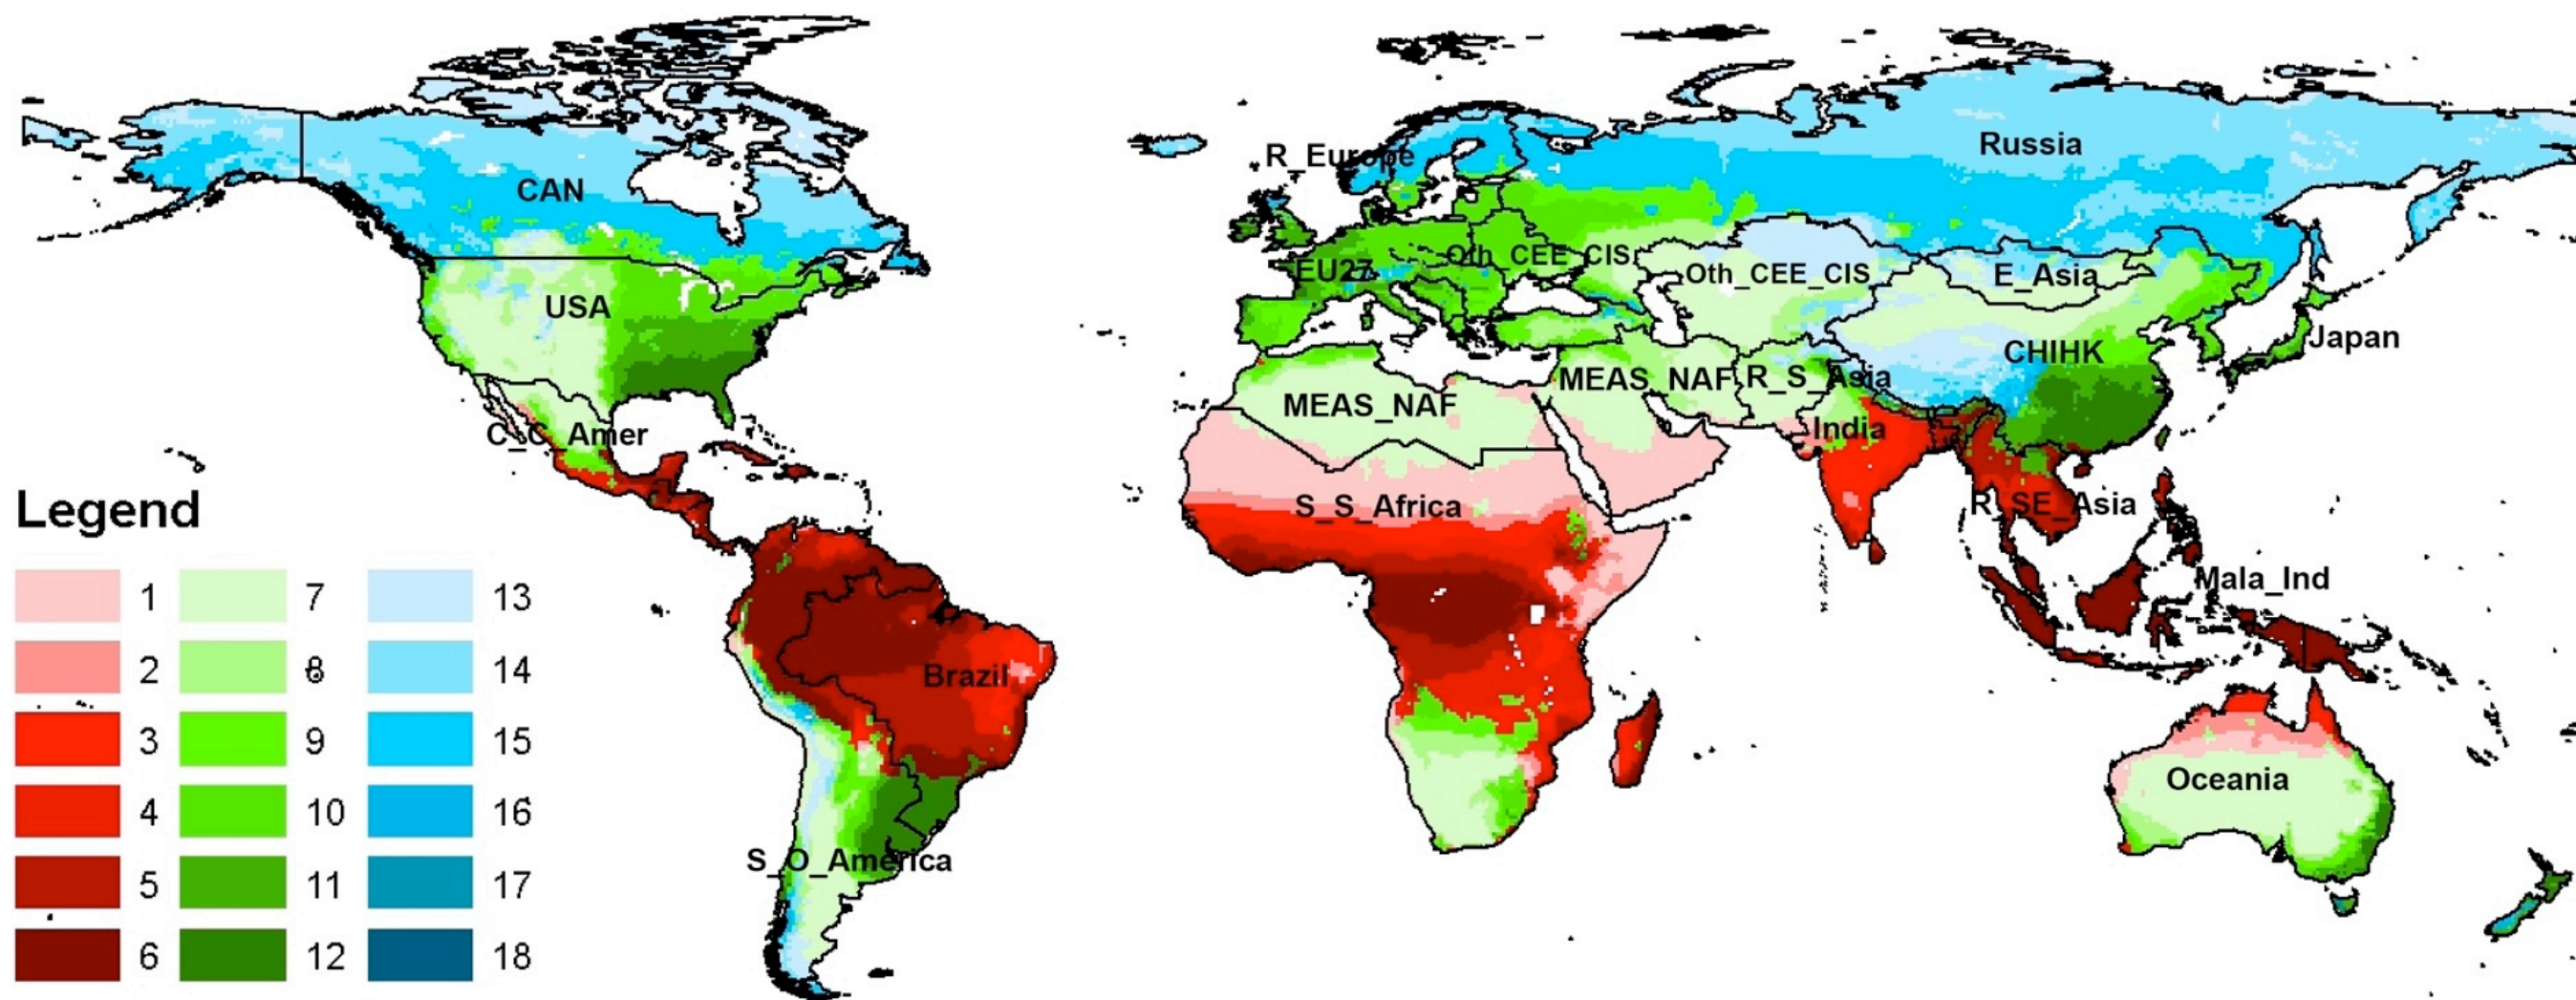 R_Europe
Russia
CAN
Oth_CEE_CIS
EU27
Oth_CEE_CIS
E_Asia
USA
Japan
CHIHK
MEAS_NAF
MEAS_NAF
R_S_Asia
C_C_Amer
India
Legend
S_S_Africa
R_SE_Asia
Mala_Ind
1 7 13
2 8 14
Brazil
3 9 15
Oceania
4 10 16
S_O_America
5 11 17
6 12 18